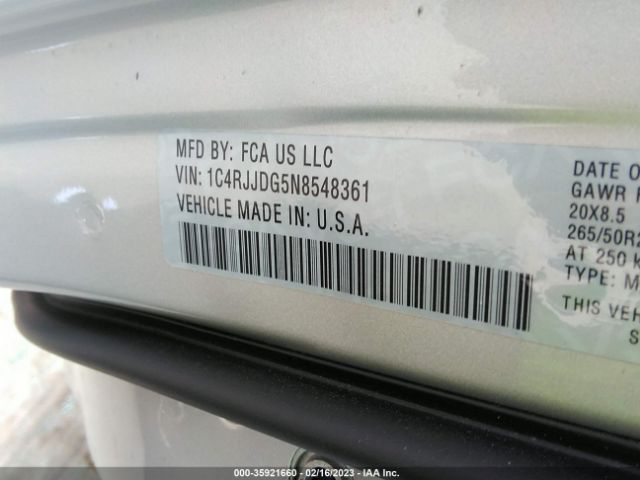 MFD BY: FCA US LLC
VIN: 1C4RJJDG5N8548361
VEHICLE MADE IN: U.S.A.
DATE O
GAWR F
20X8.5
265/50R2
AT 250 K
TYPE: M
THIS VEH
S
000-35921660 - 02/16/2023 - IAA Inc.